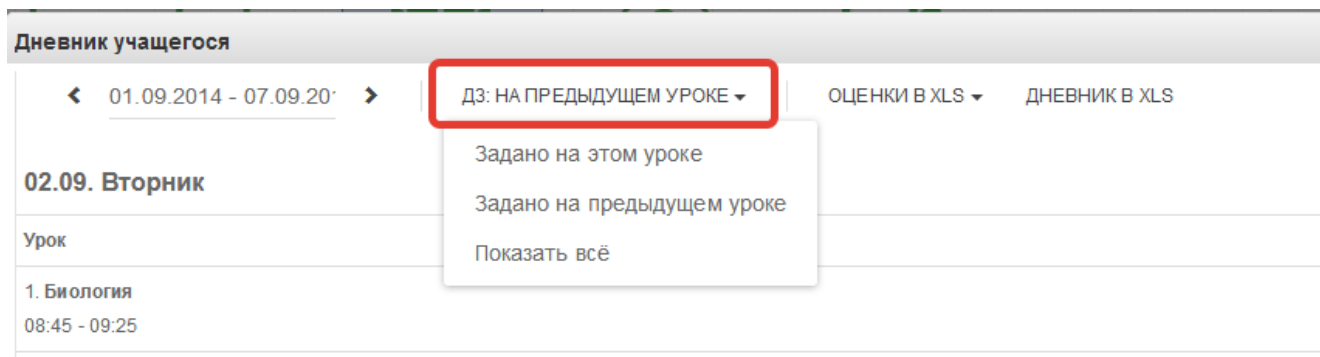 Дневник учащегося
01.09.2014 - 07.09.20
ДЗ: НА ПРЕДЫДУЩЕМ УРОКЕ
ОЦЕНКИ В XLS
ДНЕВНИК В XLS
Задано на этом уроке
Задано на предыдущем уроке
Показать всё
02.09. Вторник
Урок
1. Биология
08:45 - 09:25